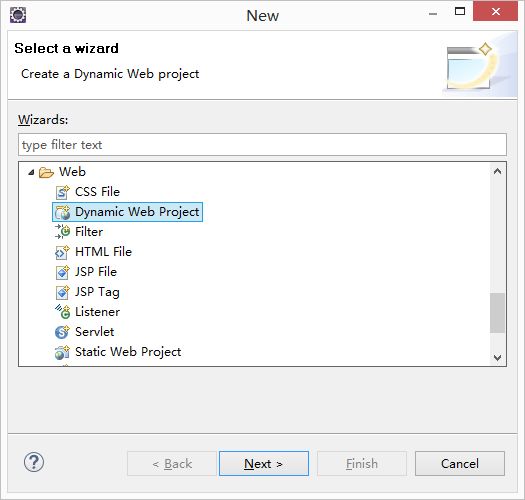 New
Select a wizard
Create a Dynamic Web project
Wizards:
type filter text
Web
CSS File
Dynamic Web Project
Filter
HTML File
JSP File
JSP Tag
Listener
Servlet
Static Web Project
< Back
Next >
Finish
Cancel